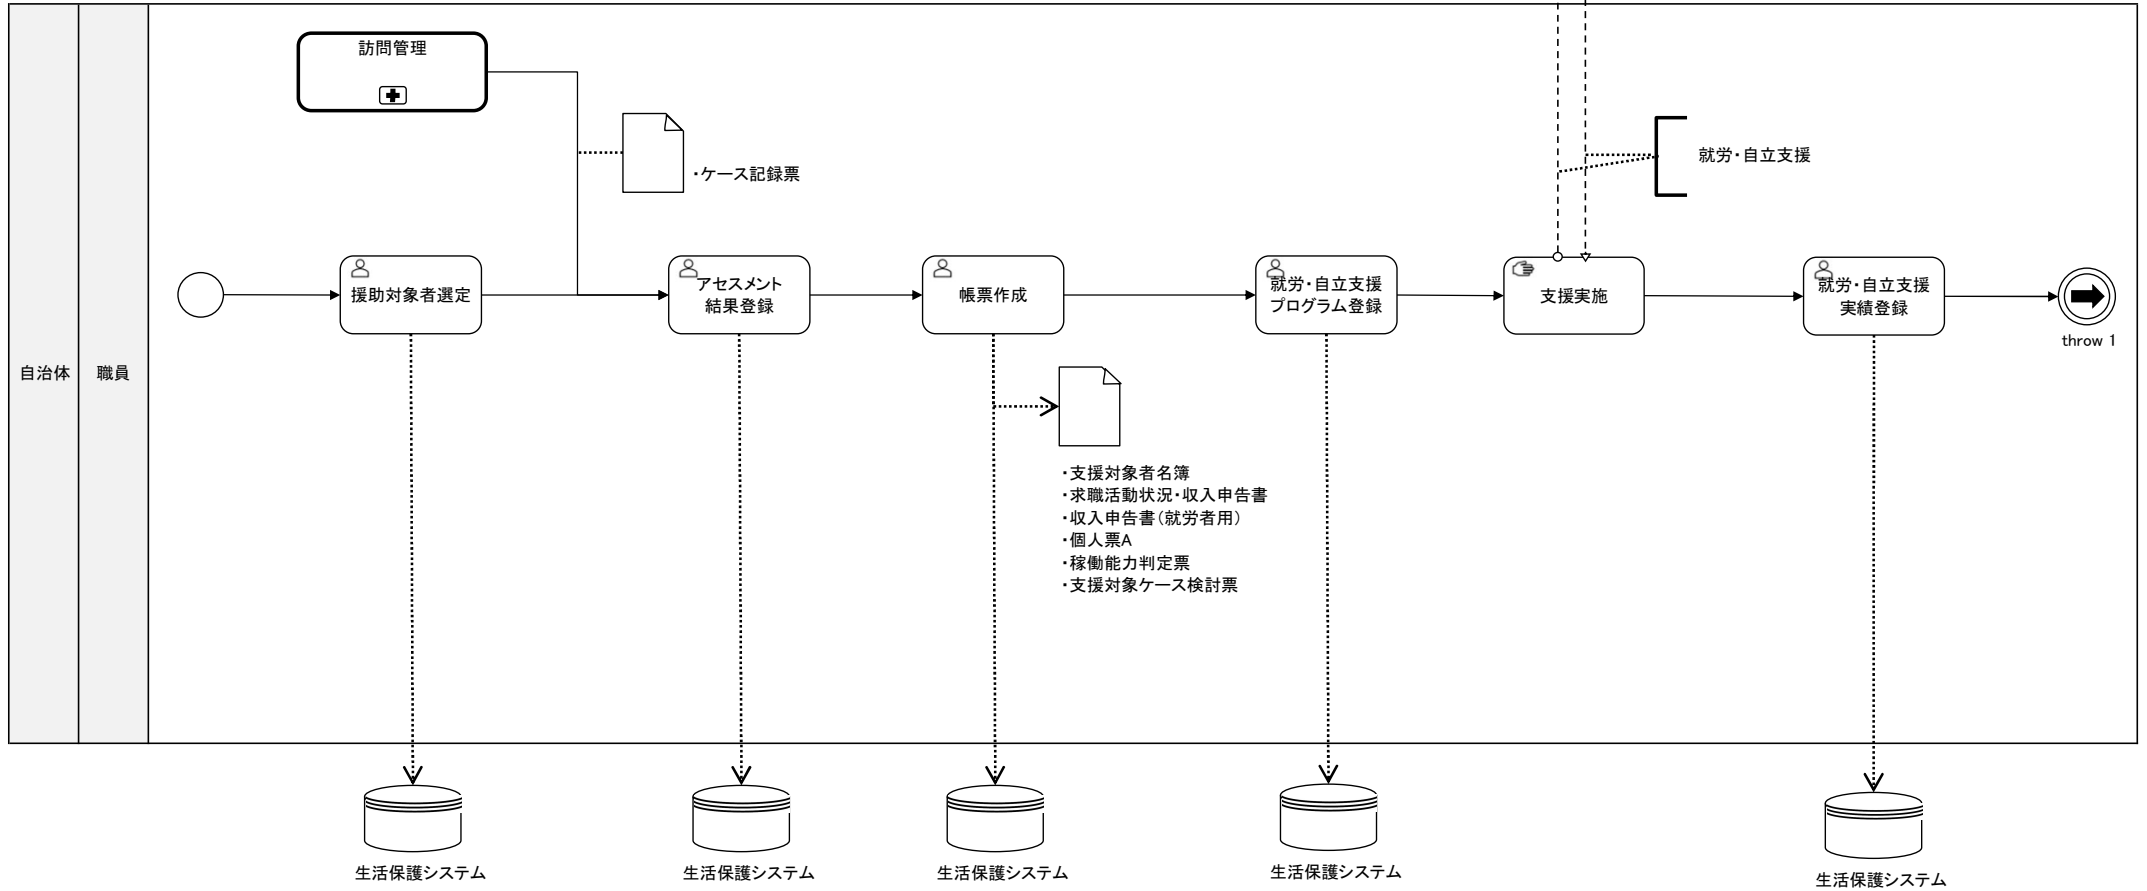 訪問管理
・ケース記録票
就労・自立支援
援助対象者選定
アセスメント
結果登録
帳票作成
就労・自立支援
プログラム登録
支援実施
就労・自立支援
実績登録
throw 1
自治体
職員
・支援対象者名簿
・求職活動状況・収入申告書
・収入申告書（就労者用）
・個人票A
・稼働能力判定票
・支援対象ケース検討票
生活保護システム
生活保護システム
生活保護システム
生活保護システム
生活保護システム